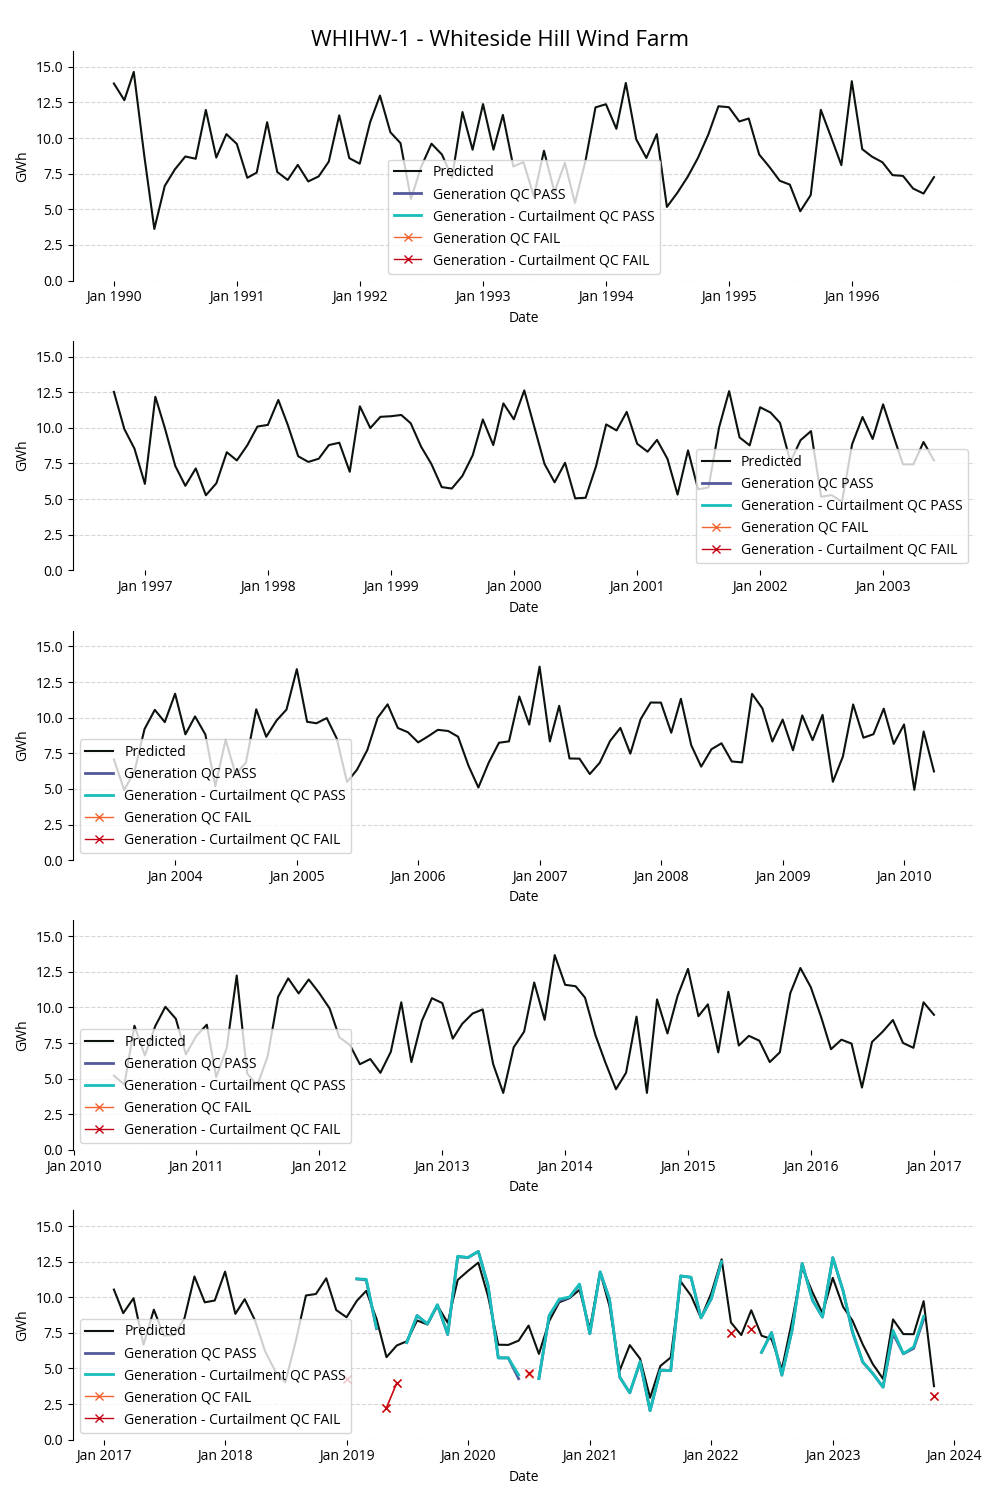 WHIHW-1 - Whiteside Hill Wind Farm
15.0
12.5
10.0
7.5
5.0
2.5
0.0
GWh
Predicted
Generation QC PASS
Generation - Curtailment QC PASS
Generation QC FAIL
Generation - Curtailment QC FAIL
Jan 1990 Jan 1991 Jan 1992 Jan 1993 Jan 1994 Jan 1995 Jan 1996
Date
15.0
12.5
10.0
7.5
5.0
2.5
0.0
GWh
Predicted
Generation QC PASS
Generation - Curtailment QC PASS
Generation QC FAIL
Generation - Curtailment QC FAIL
Jan 1997 Jan 1998 Jan 1999 Jan 2000 Jan 2001 Jan 2002 Jan 2003
Date
15.0
12.5
10.0
7.5
5.0
2.5
0.0
GWh
Predicted
Generation QC PASS
Generation - Curtailment QC PASS
Generation QC FAIL
Generation - Curtailment QC FAIL
Jan 2004 Jan 2005 Jan 2006 Jan 2007 Jan 2008 Jan 2009 Jan 2010
Date
15.0
12.5
10.0
7.5
5.0
2.5
0.0
GWh
Predicted
Generation QC PASS
Generation - Curtailment QC PASS
Generation QC FAIL
Generation - Curtailment QC FAIL
Jan 2010 Jan 2011 Jan 2012 Jan 2013 Jan 2014 Jan 2015 Jan 2016 Jan 2017
Date
15.0
12.5
10.0
7.5
5.0
2.5
0.0
GWh
Predicted
Generation QC PASS
Generation - Curtailment QC PASS
Generation QC FAIL
Generation - Curtailment QC FAIL
Jan 2017 Jan 2018 Jan 2019 Jan 2020 Jan 2021 Jan 2022 Jan 2023 Jan 2024
Date